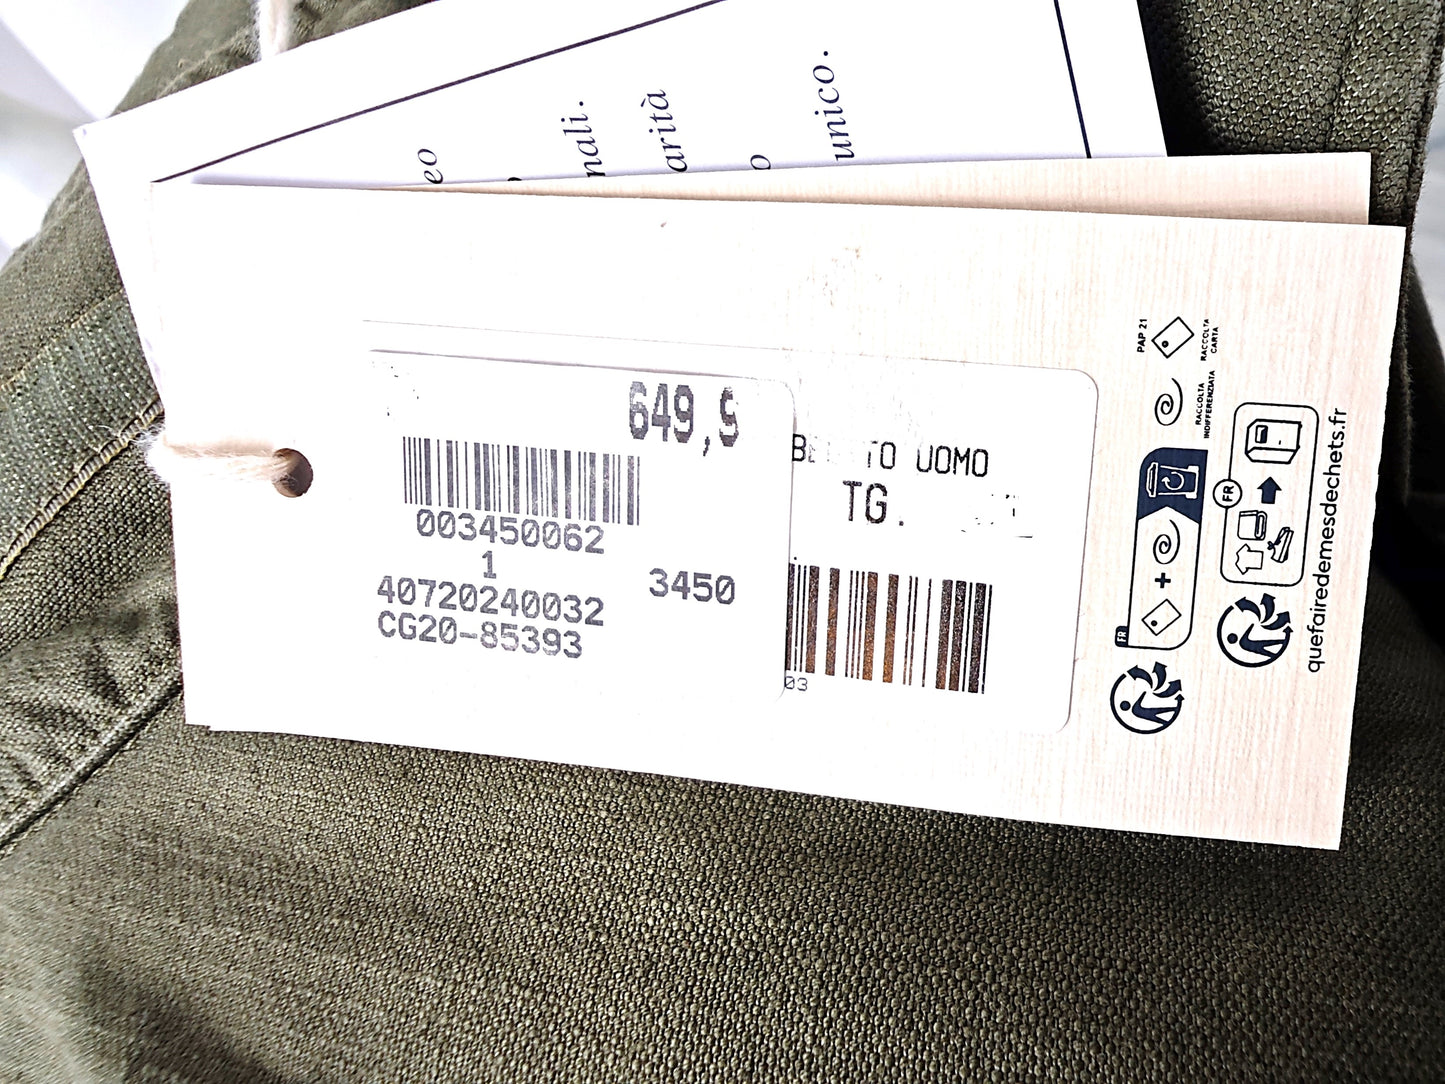 eo
nali.
arità
o
unico.
649,9
003450062
1
40720240032
3450
CG20-85393
UOMO
TG.
03
PAP 21
RACCOLTA
CARTA
RACCOLTA
INDIFFERENZIATA
FR
+
FR
quefairedemesdechets.fr